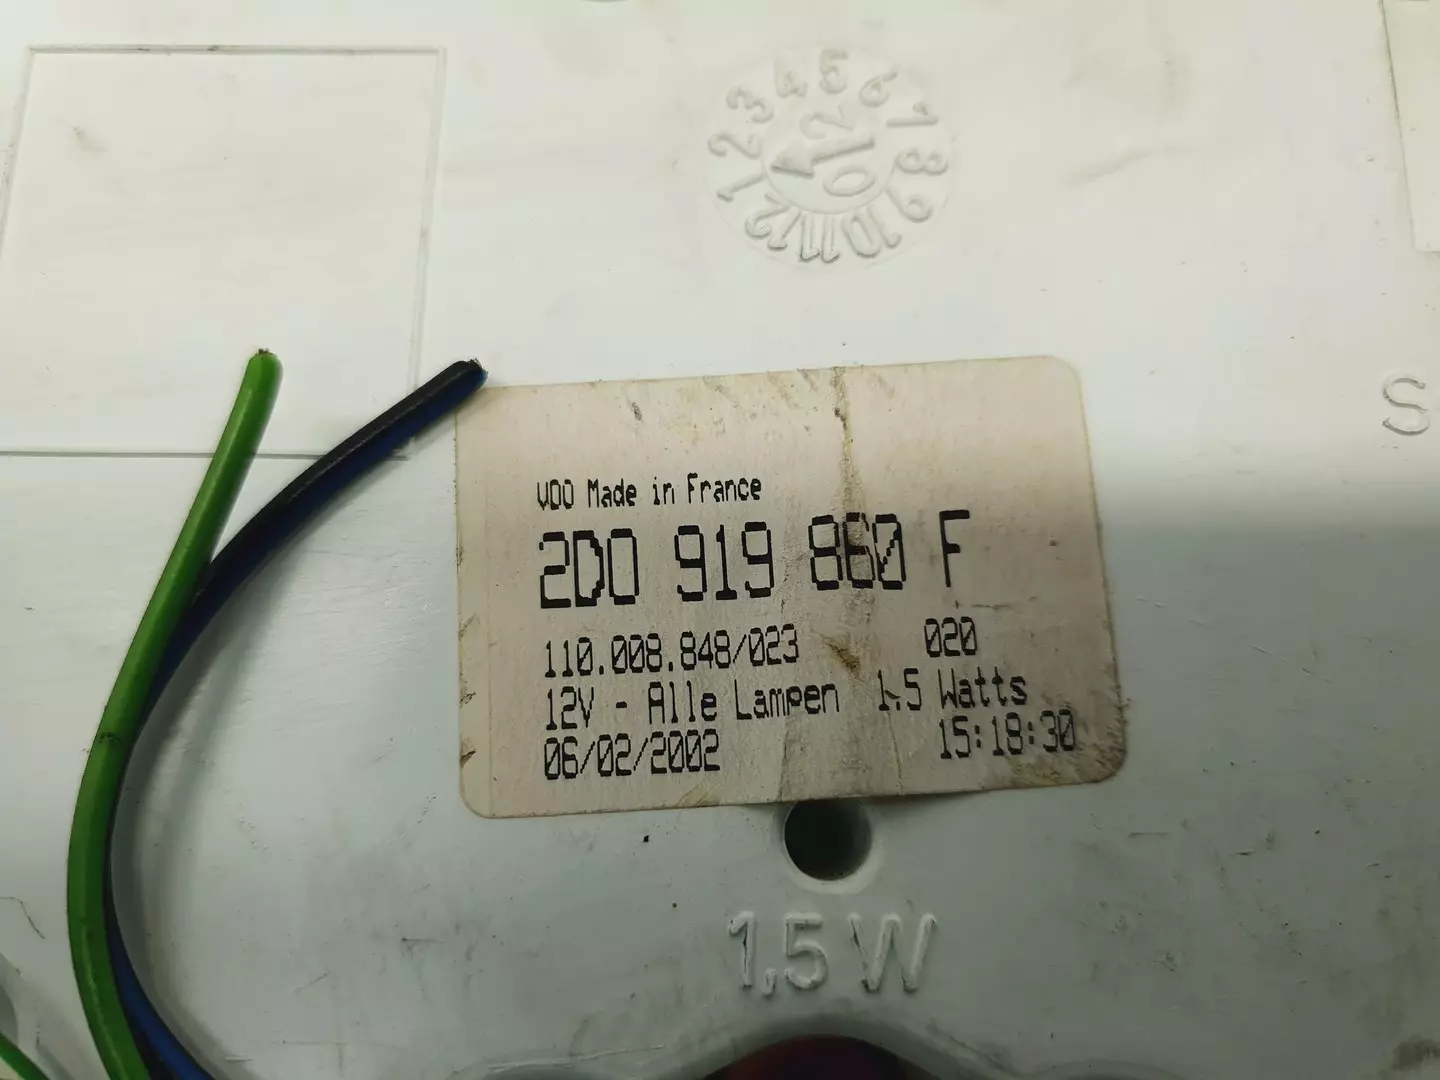 1 2 3 4 5 6 7 8 9 10 11 12
012
S
VDO Made in France
2D0 919 860 F
110.008.848/023 020
12V - Alle Lampen 1.5 Watts
06/02/2002 15:18:30
1,5 W